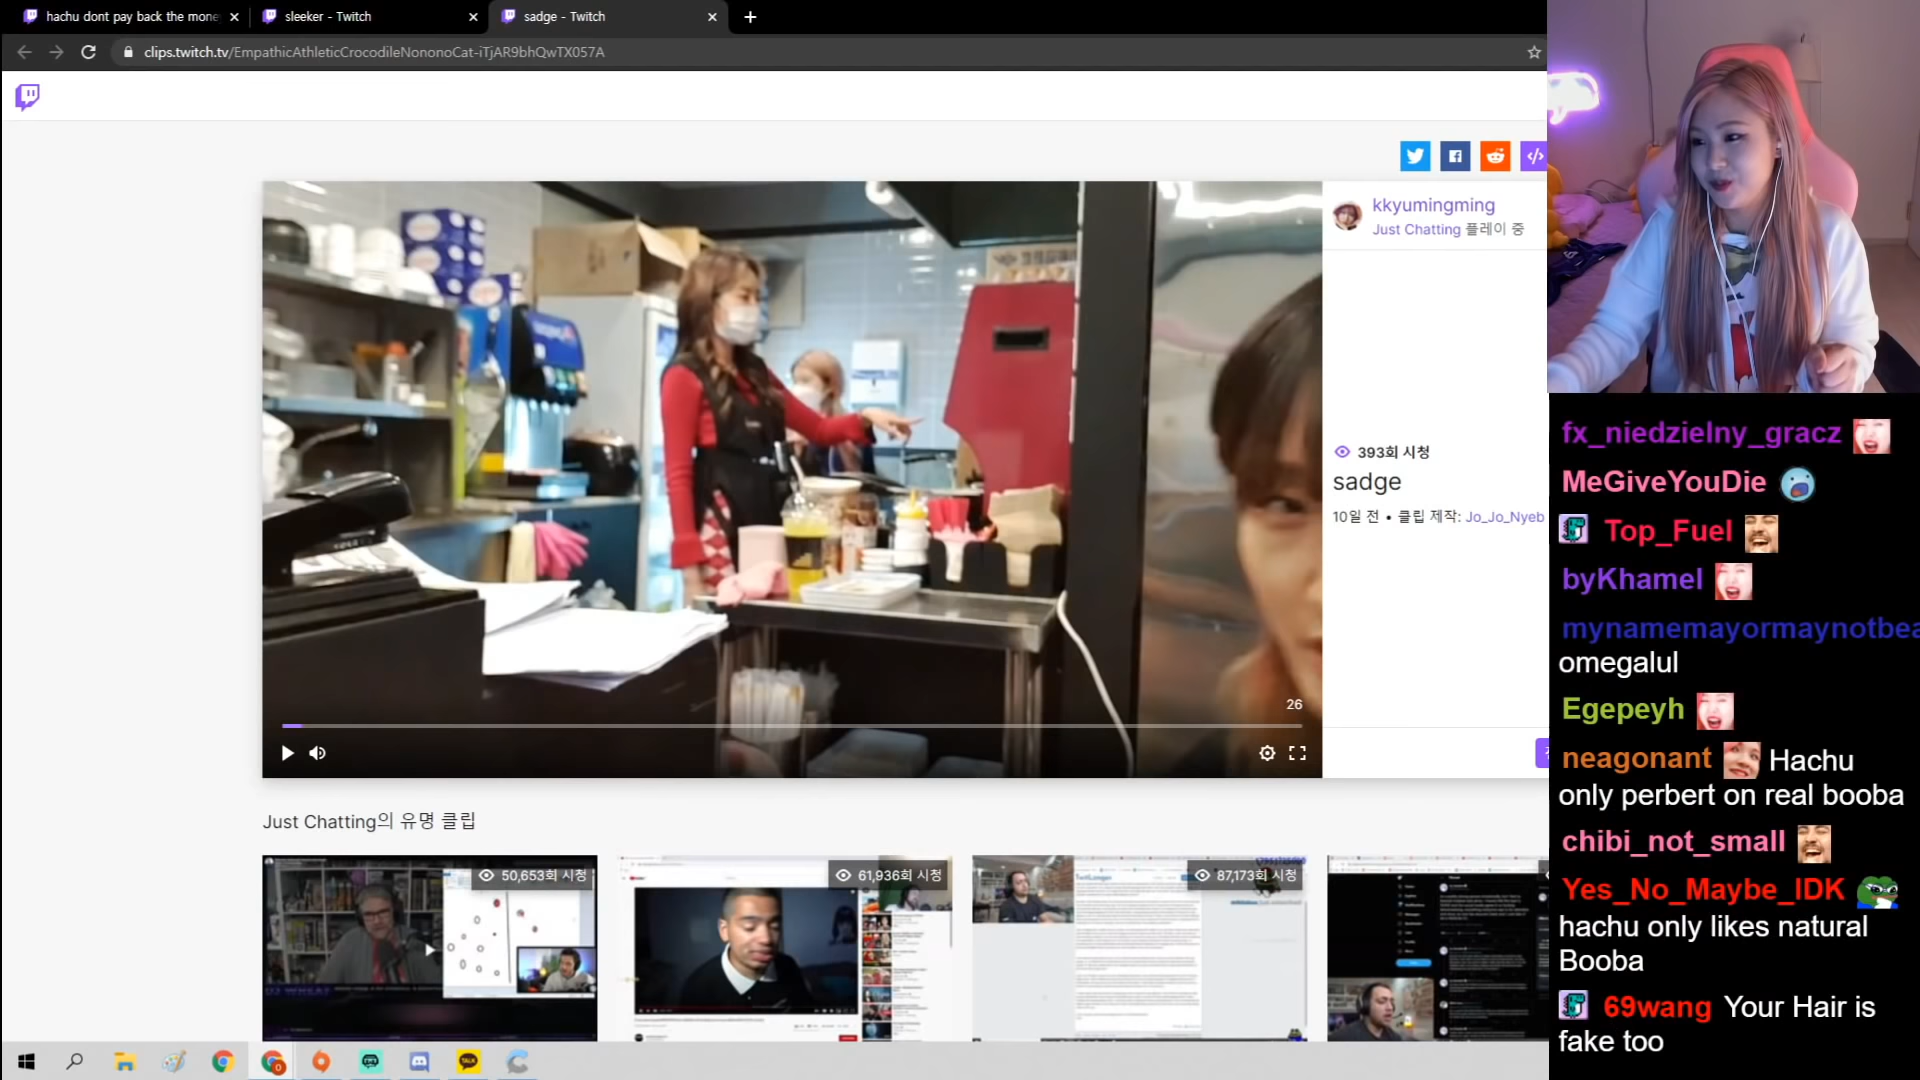 hachu dont pay back the mone
sleeker - Twitch
sadge - Twitch
clips.twitch.tv/EmpathicAthleticCrocodileNononoCat-iTjAR9bhQwTX057A
kkyumingming
Just Chatting 플레이 중
393회 시청
sadge
10일 전 • 클립 제작: Jo_Jo_Nyeb
26
Just Chatting의 유명 클립
50,653회 시청
61,936회 시청
87,173회 시청
TwitLonger
TALK
fx_niedzielny_gracz
MeGiveYouDie
Top_Fuel
byKhamel
mynamemayormaynotbea
omegalul
Egepeyh
neagonant Hachu
only perbert on real booba
chibi_not_small
Yes_No_Maybe_IDK
hachu only likes natural
Booba
69wang Your Hair is
fake too